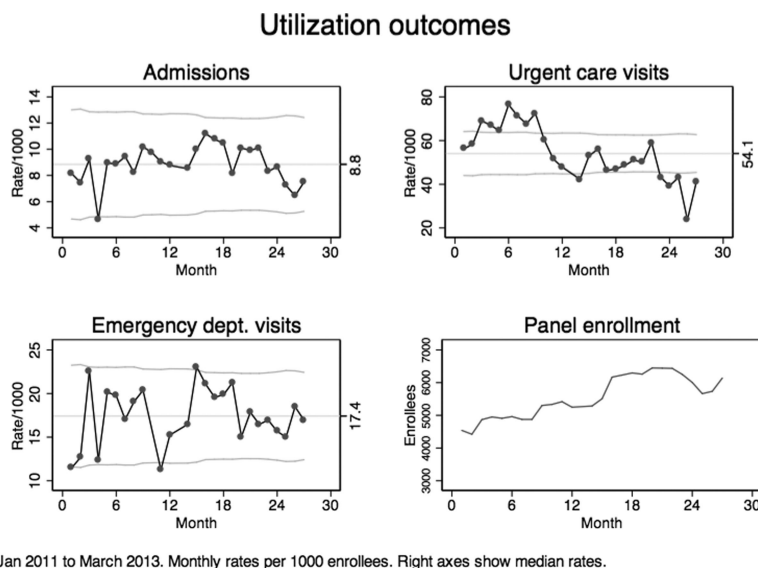 Utilization outcomes
Admissions
Rate/1000
4 6 8 10 12 14
8.8
0 6 12 18 24 30
Month
Urgent care visits
Rate/1000
20 40 60 80
54.1
0 6 12 18 24 30
Month
Emergency dept. visits
Rate/1000
10 15 20 25
17.4
0 6 12 18 24 30
Month
Panel enrollment
Enrollees
3000 4000 5000 6000 7000
0 6 12 18 24 30
Month
Jan 2011 to March 2013. Monthly rates per 1000 enrollees. Right axes show median rates.